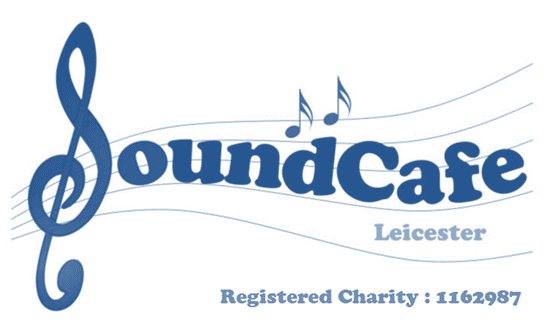 SoundCafe
Leicester
Registered Charity : 1162987